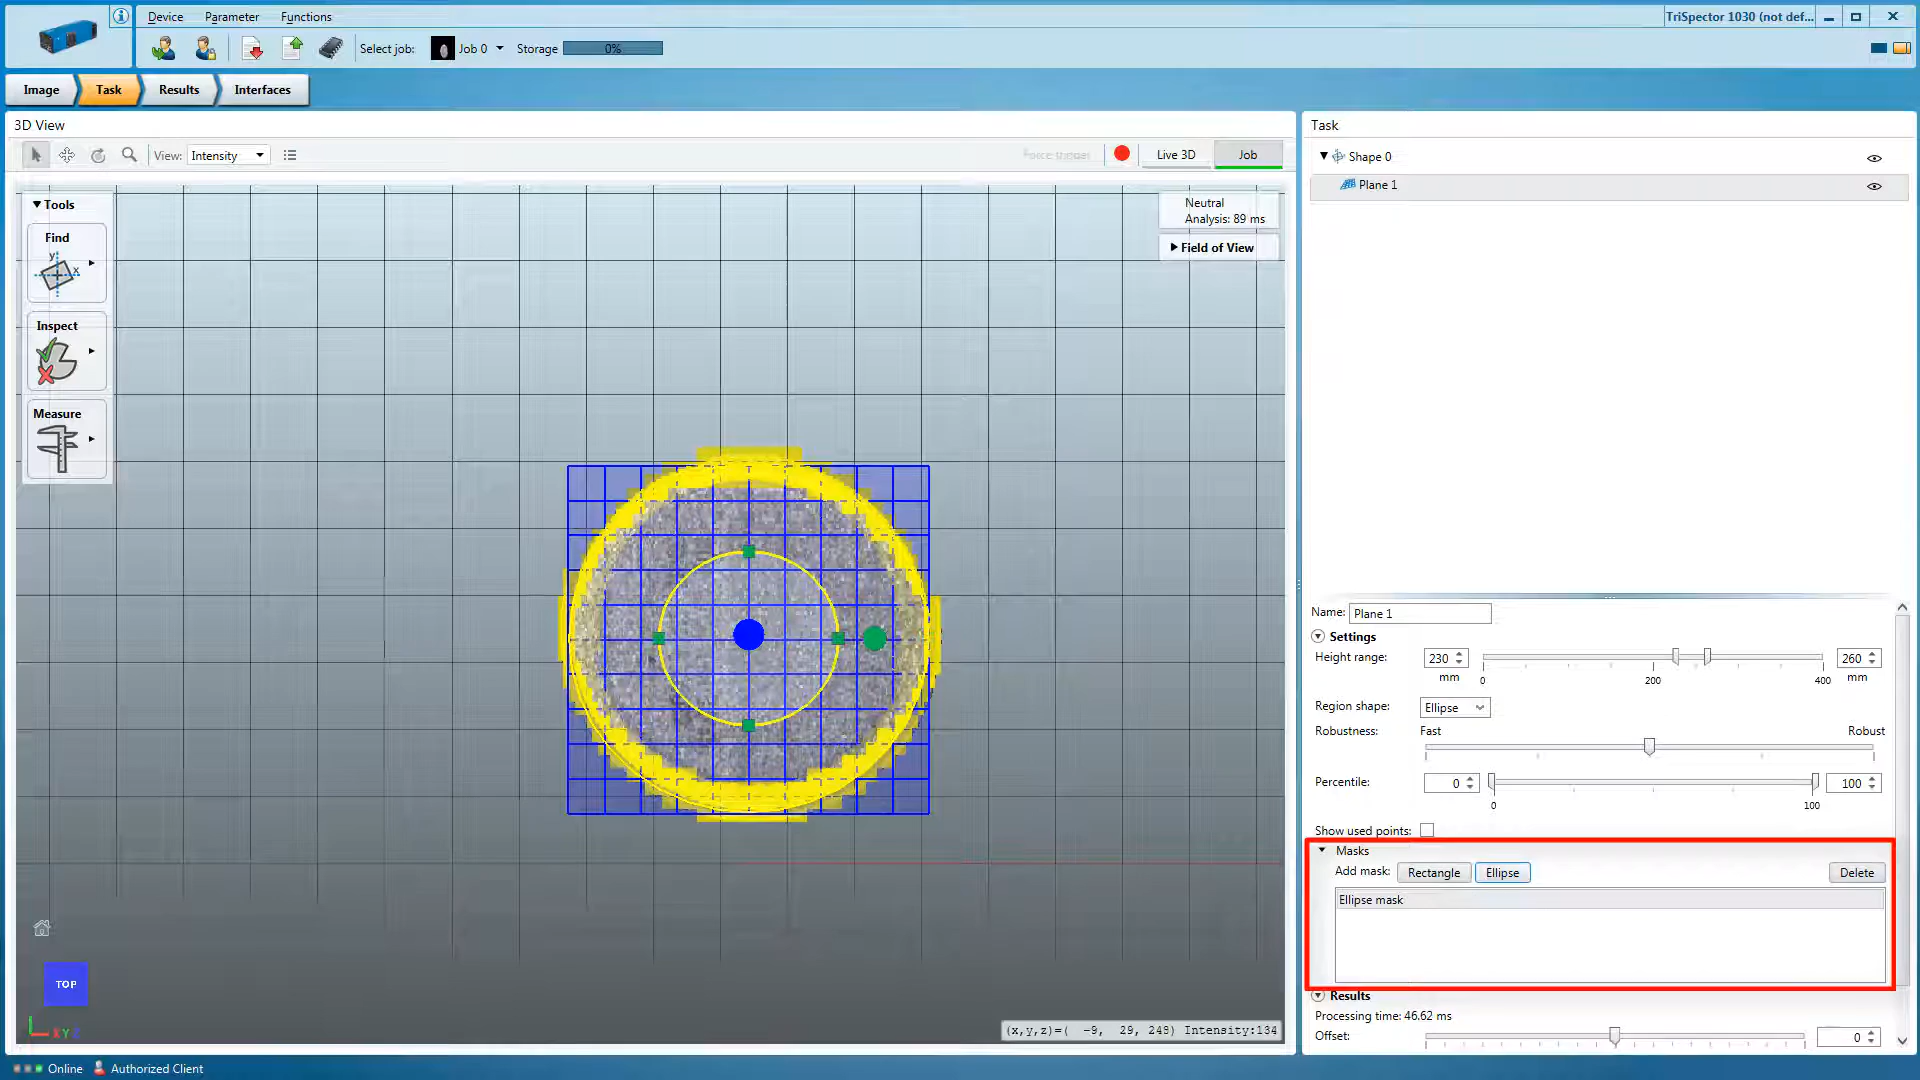 Device Parameter Functions
TriSpector 1030 (not def...
Select job: Job 0 Storage 0%
Image Task Results Interfaces
3D View
View: Intensity
Force trigger
Live 3D
Job
Tools
Find
y
x
Inspect
Measure
Neutral
Analysis: 89 ms
Field of View
TOP
X Y Z
(x,y,z)=( -9, 29, 248) Intensity:134
Task
Shape 0
Plane 1
Name: Plane 1
Settings
Height range: 230 mm 0 200 400 260 mm
Region shape: Ellipse
Robustness: Fast Robust
Percentile: 0 0 100 100
Show used points:
Masks
Add mask: Rectangle Ellipse Delete
Ellipse mask
Results
Processing time: 46.62 ms
Offset: 0
Online Authorized Client